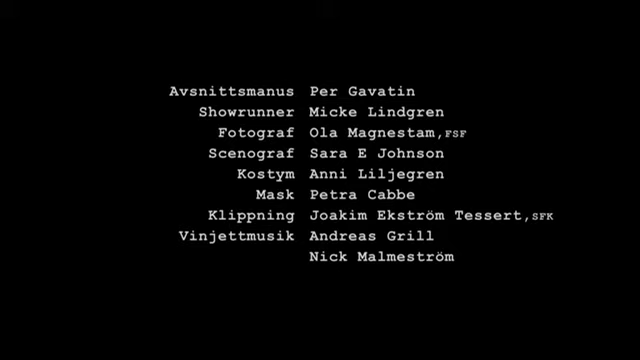 Avsnittsmanus Per Gavatin
Showrunner Micke Lindgren
Fotograf Ola Magnestam,FSF
Scenograf Sara E Johnson
Kostym Anni Liljegren
Mask Petra Cabbe
Klippning Joakim Ekström Tessert,SFK
Vinjettmusik Andreas Grill
Nick Malmeström